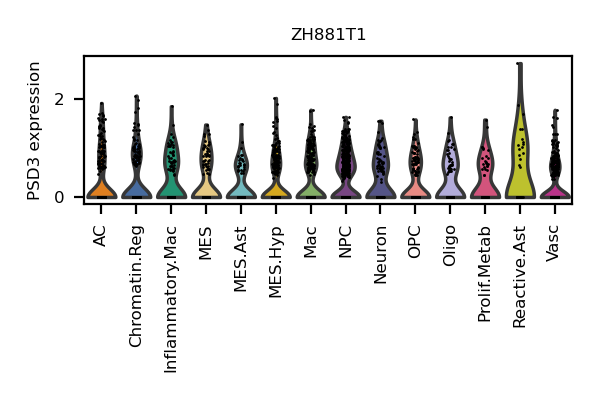 ZH881T1
PSD3 expression
2
0
AC
Chromatin.Reg
Inflammatory.Mac
MES
MES.Ast
MES.Hyp
Mac
NPC
Neuron
OPC
Oligo
Prolif.Metab
Reactive.Ast
Vasc